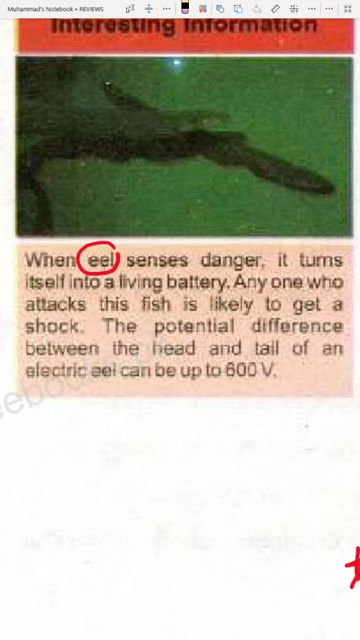 Muhammad's Notebook • REVIEWS
Interesting Information
When eel senses danger, it turns
itself into a living battery. Any one who
attacks this fish is likely to get a
shock. The potential difference
between the head and tail of an
electric eel can be up to 600 V.